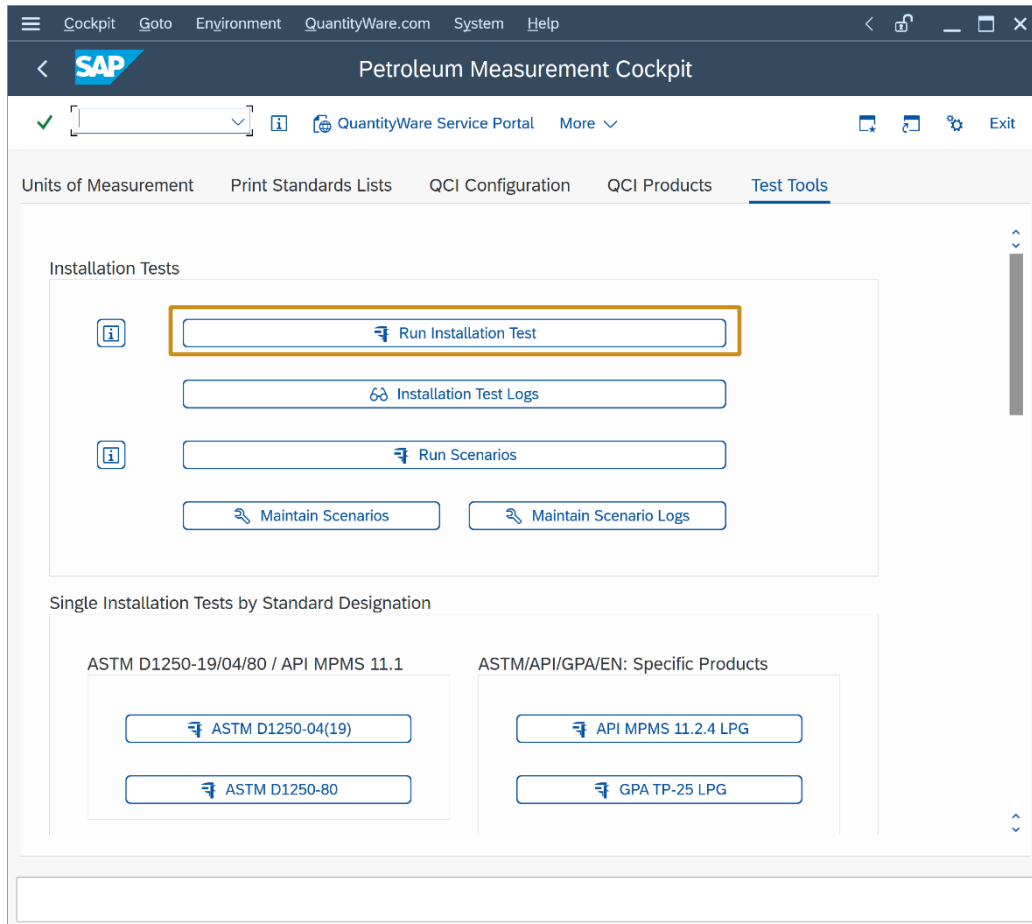 Cockpit Goto Environment QuantityWare.com System Help
SAP Petroleum Measurement Cockpit
QuantityWare Service Portal More Exit
Units of Measurement Print Standards Lists QCI Configuration QCI Products Test Tools
Installation Tests
Run Installation Test
Installation Test Logs
Run Scenarios
Maintain Scenarios Maintain Scenario Logs
Single Installation Tests by Standard Designation
ASTM D1250-19/04/80 / API MPMS 11.1 ASTM/API/GPA/EN: Specific Products
ASTM D1250-04(19) API MPMS 11.2.4 LPG
ASTM D1250-80 GPA TP-25 LPG